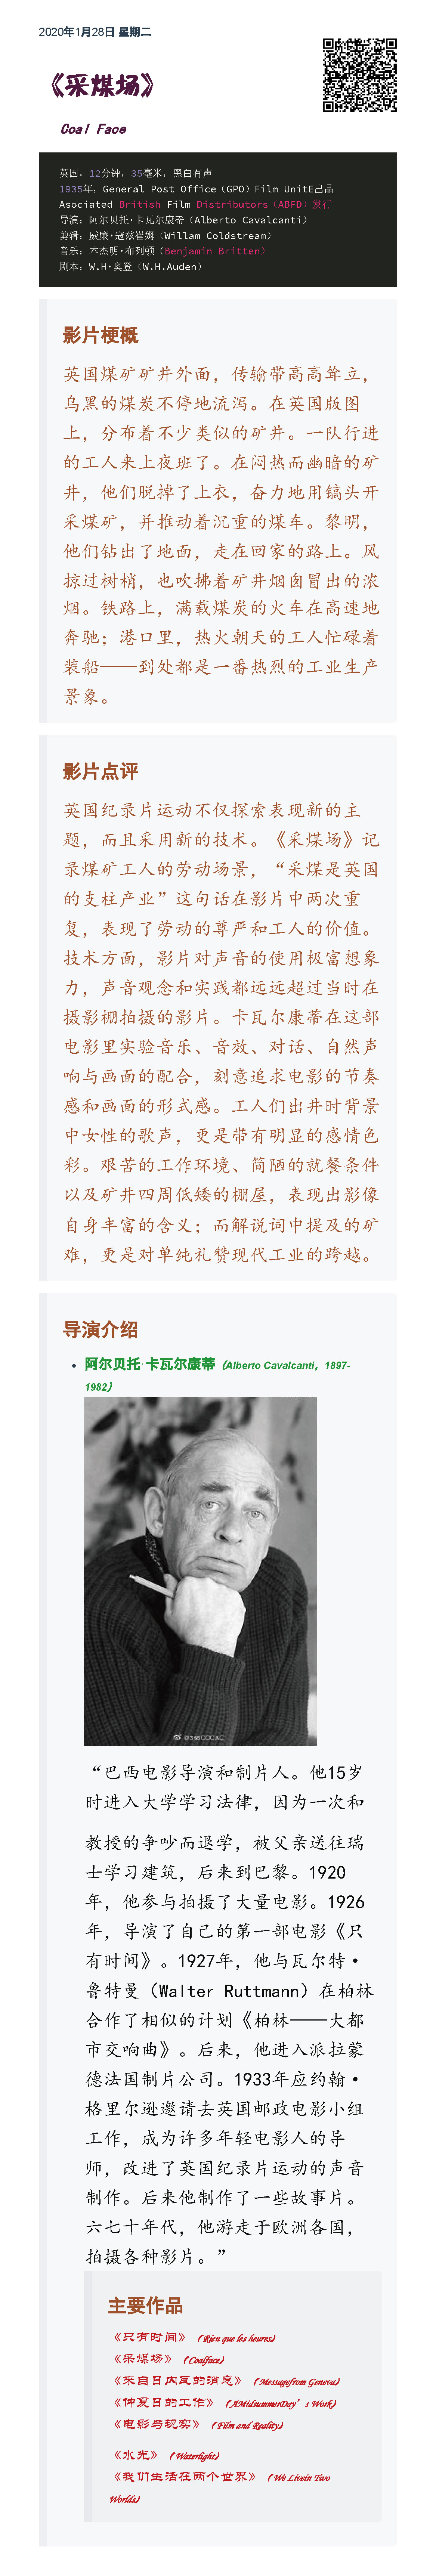 2020年1月28日 星期二
《采煤场》
Coal Face
英国，12分钟，35毫米，黑白有声
1935年，General Post Office（GPO）Film UnitE出品
Asociated British Film Distributors（ABFD）发行
导演：阿尔贝托·卡瓦尔康蒂（Alberto Cavalcanti）
剪辑：威廉·寇兹崔姆（Willam Coldstream）
音乐：本杰明·布列顿（Benjamin Britten）
剧本：W.H·奥登（W.H.Auden）
影片梗概
英国煤矿矿井外面，传输带高高耸立，
乌黑的煤炭不停地流泻。在英国版图
上，分布着不少类似的矿井。一队行进
的工人来上夜班了。在闷热而幽暗的矿
井，他们脱掉了上衣，奋力地用镐头开
采煤矿，并推动着沉重的煤车。黎明，
他们钻出了地面，走在回家的路上。风
掠过树梢，也吹拂着矿井烟囱冒出的浓
烟。铁路上，满载煤炭的火车在高速地
奔驰；港口里，热火朝天的工人忙碌着
装船——到处都是一番热烈的工业生产
景象。
影片点评
英国纪录片运动不仅探索表现新的主
题，而且采用新的技术。《采煤场》记
录煤矿工人的劳动场景，“采煤是英国
的支柱产业”这句话在影片中两次重
复，表现了劳动的尊严和工人的价值。
技术方面，影片对声音的使用极富想象
力，声音观念和实践都远远超过当时在
摄影棚拍摄的影片。卡瓦尔康蒂在这部
电影里实验音乐、音效、对话、自然声
响与画面的配合，刻意追求电影的节奏
感和画面的形式感。工人们出井时背景
中女性的歌声，更是带有明显的感情色
彩。艰苦的工作环境、简陋的就餐条件
以及矿井四周低矮的棚屋，表现出影像
自身丰富的含义；而解说词中提及的矿
难，更是对单纯礼赞现代工业的跨越。
导演介绍
阿尔贝托·卡瓦尔康蒂（Alberto Cavalcanti，1897-
1982）
@395COCAC
“巴西电影导演和制片人。他15岁
时进入大学学习法律，因为一次和
教授的争吵而退学，被父亲送往瑞
士学习建筑，后来到巴黎。1920
年，他参与拍摄了大量电影。1926
年，导演了自己的第一部电影《只
有时间》。1927年，他与瓦尔特·
鲁特曼（Walter Ruttmann）在柏林
合作了相似的计划《柏林——大都
市交响曲》。后来，他进入派拉蒙
德法国制片公司。1933年应约翰·
格里尔逊邀请去英国邮政电影小组
工作，成为许多年轻电影人的导
师，改进了英国纪录片运动的声音
制作。后来他制作了一些故事片。
六七十年代，他游走于欧洲各国，
拍摄各种影片。”
主要作品
《只有时间》（Rien que les heures）
《采煤场》（Coalface）
《来自日内瓦的消息》（Messagefrom Geneva）
《仲夏日的工作》（AMidsummerDay’s Work）
《电影与现实》（Film and Reality）
《水光》（Waterlight）
《我们生活在两个世界》（We Livein Two
Worlds）